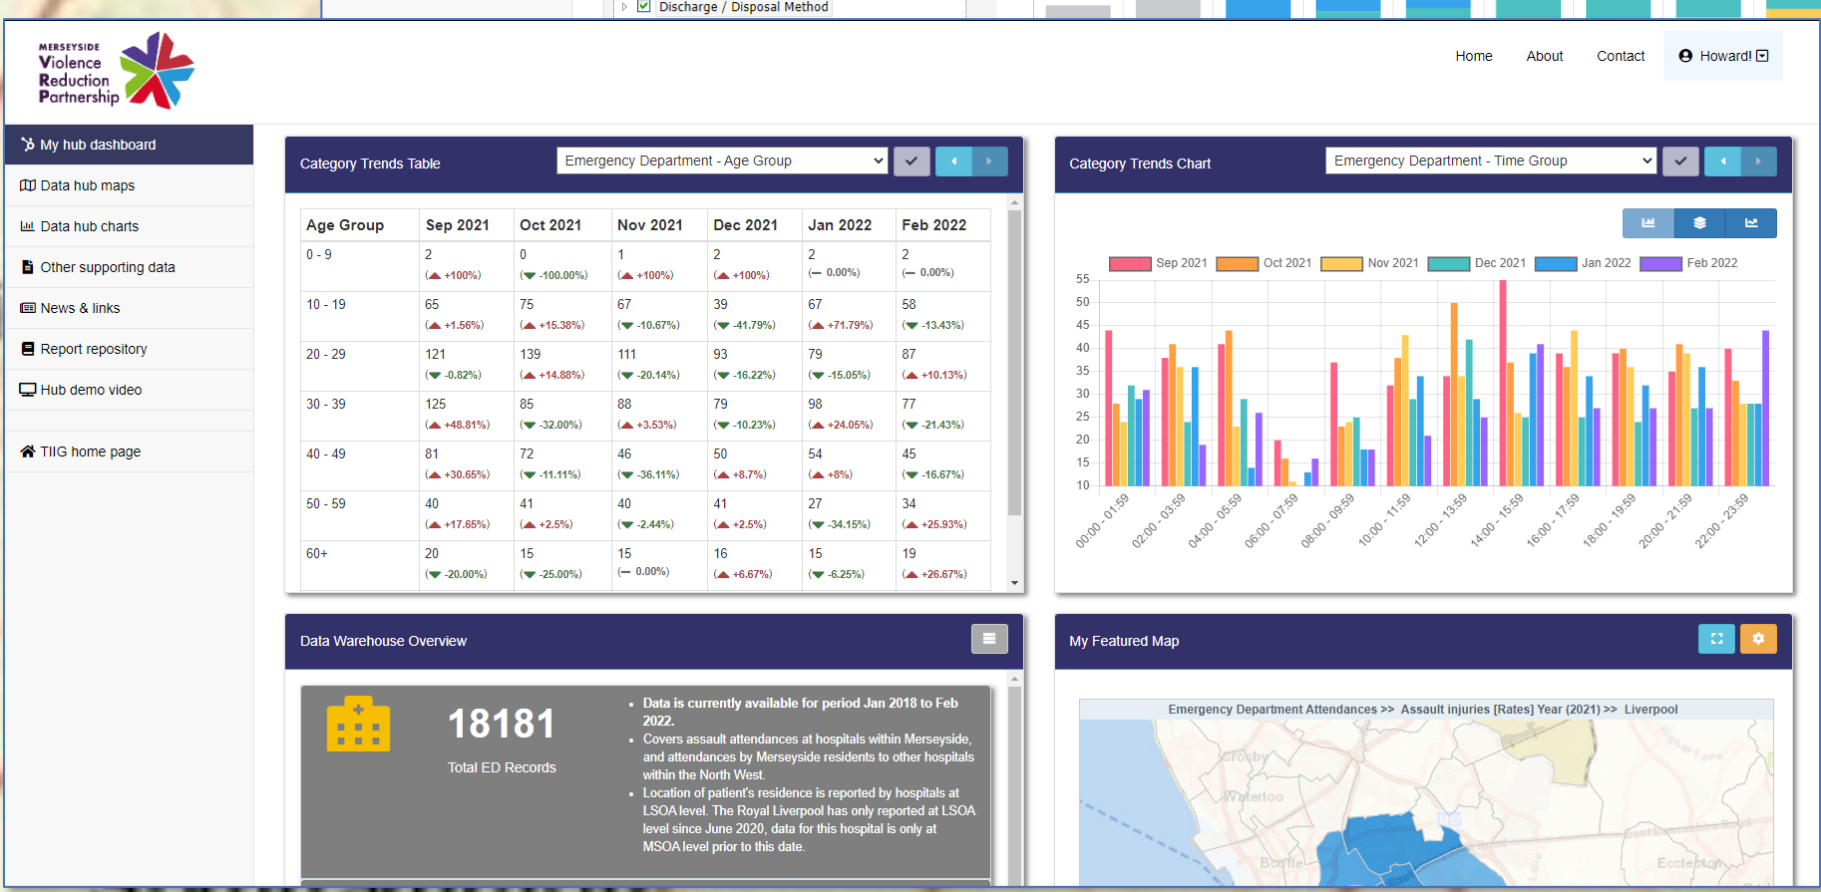 Discharge / Disposal Method
MERSEYSIDE
Violence
Reduction
Partnership
Home About Contact Howard!
My hub dashboard
Data hub maps
Data hub charts
Other supporting data
News & links
Report repository
Hub demo video
TIIG home page
Category Trends Table Emergency Department - Age Group
Age Group Sep 2021 Oct 2021 Nov 2021 Dec 2021 Jan 2022 Feb 2022
0 - 9 2 0 1 2 2 2
(▲ +100%) (▼ -100.00%) (▲ +100%) (▲ +100%) (— 0.00%) (— 0.00%)
10 - 19 65 75 67 39 67 58
(▲ +1.56%) (▲ +15.38%) (▼ -10.67%) (▼ -41.79%) (▲ +71.79%) (▼ -13.43%)
20 - 29 121 139 111 93 79 87
(▼ -0.82%) (▲ +14.88%) (▼ -20.14%) (▼ -16.22%) (▼ -15.05%) (▲ +10.13%)
30 - 39 125 85 88 79 98 77
(▲ +48.81%) (▼ -32.00%) (▲ +3.53%) (▼ -10.23%) (▲ +24.05%) (▼ -21.43%)
40 - 49 81 72 46 50 54 45
(▲ +30.65%) (▼ -11.11%) (▼ -36.11%) (▲ +8.7%) (▲ +8%) (▼ -16.67%)
50 - 59 40 41 40 41 27 34
(▲ +17.65%) (▲ +2.5%) (▼ -2.44%) (▲ +2.5%) (▼ -34.15%) (▲ +25.93%)
60+ 20 15 15 16 15 19
(▼ -20.00%) (▼ -25.00%) (— 0.00%) (▲ +6.67%) (▼ -6.25%) (▲ +26.67%)
Category Trends Chart Emergency Department - Time Group
Sep 2021 Oct 2021 Nov 2021 Dec 2021 Jan 2022 Feb 2022
55
50
45
40
35
30
25
20
15
10
00:00 - 01:59 02:00 - 03:59 04:00 - 05:59 06:00 - 07:59 08:00 - 09:59 10:00 - 11:59 12:00 - 13:59 14:00 - 15:59 16:00 - 17:59 18:00 - 19:59 20:00 - 21:59 22:00 - 23:59
Data Warehouse Overview
18181
Total ED Records
• Data is currently available for period Jan 2018 to Feb
2022.
• Covers assault attendances at hospitals within Merseyside,
and attendances by Merseyside residents to other hospitals
within the North West.
• Location of patient's residence is reported by hospitals at
LSOA level. The Royal Liverpool has only reported at LSOA
level since June 2020, data for this hospital is only at
MSOA level prior to this date.
My Featured Map
Emergency Department Attendances >> Assault injuries [Rates] Year (2021) >> Liverpool
Crosby
Waterloo
Bootle
Eccleston